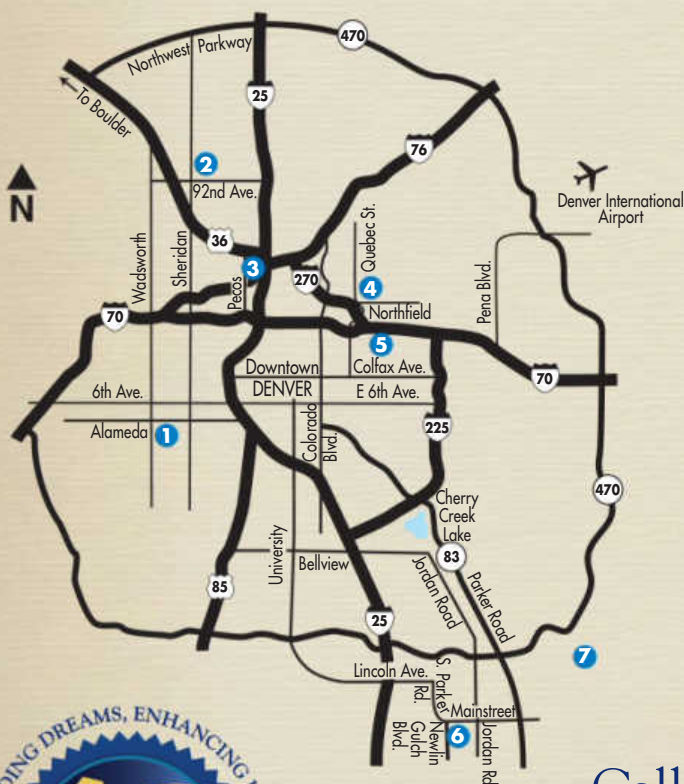 Northwest Parkway
470
25
To Boulder
76
2
92nd Ave.
N
Denver International
Airport
Wadsworth
Sheridan
36
Pecos
3
270
Quebec St.
4
Northfield
Pena Blvd.
70
5
Downtown
DENVER
Colfax Ave.
70
6th Ave.
E 6th Ave.
Alameda
1
Colorado
Blvd.
225
470
Cherry
Creek
Lake
83
University
Bellview
Jordan Road
Parker Road
85
25
7
Lincoln Ave.
S. Parker
Rd.
Mainstreet
6
Newlin
Gulch
Blvd.
Jordan Rd
DING DREAMS, ENHANCING
Call